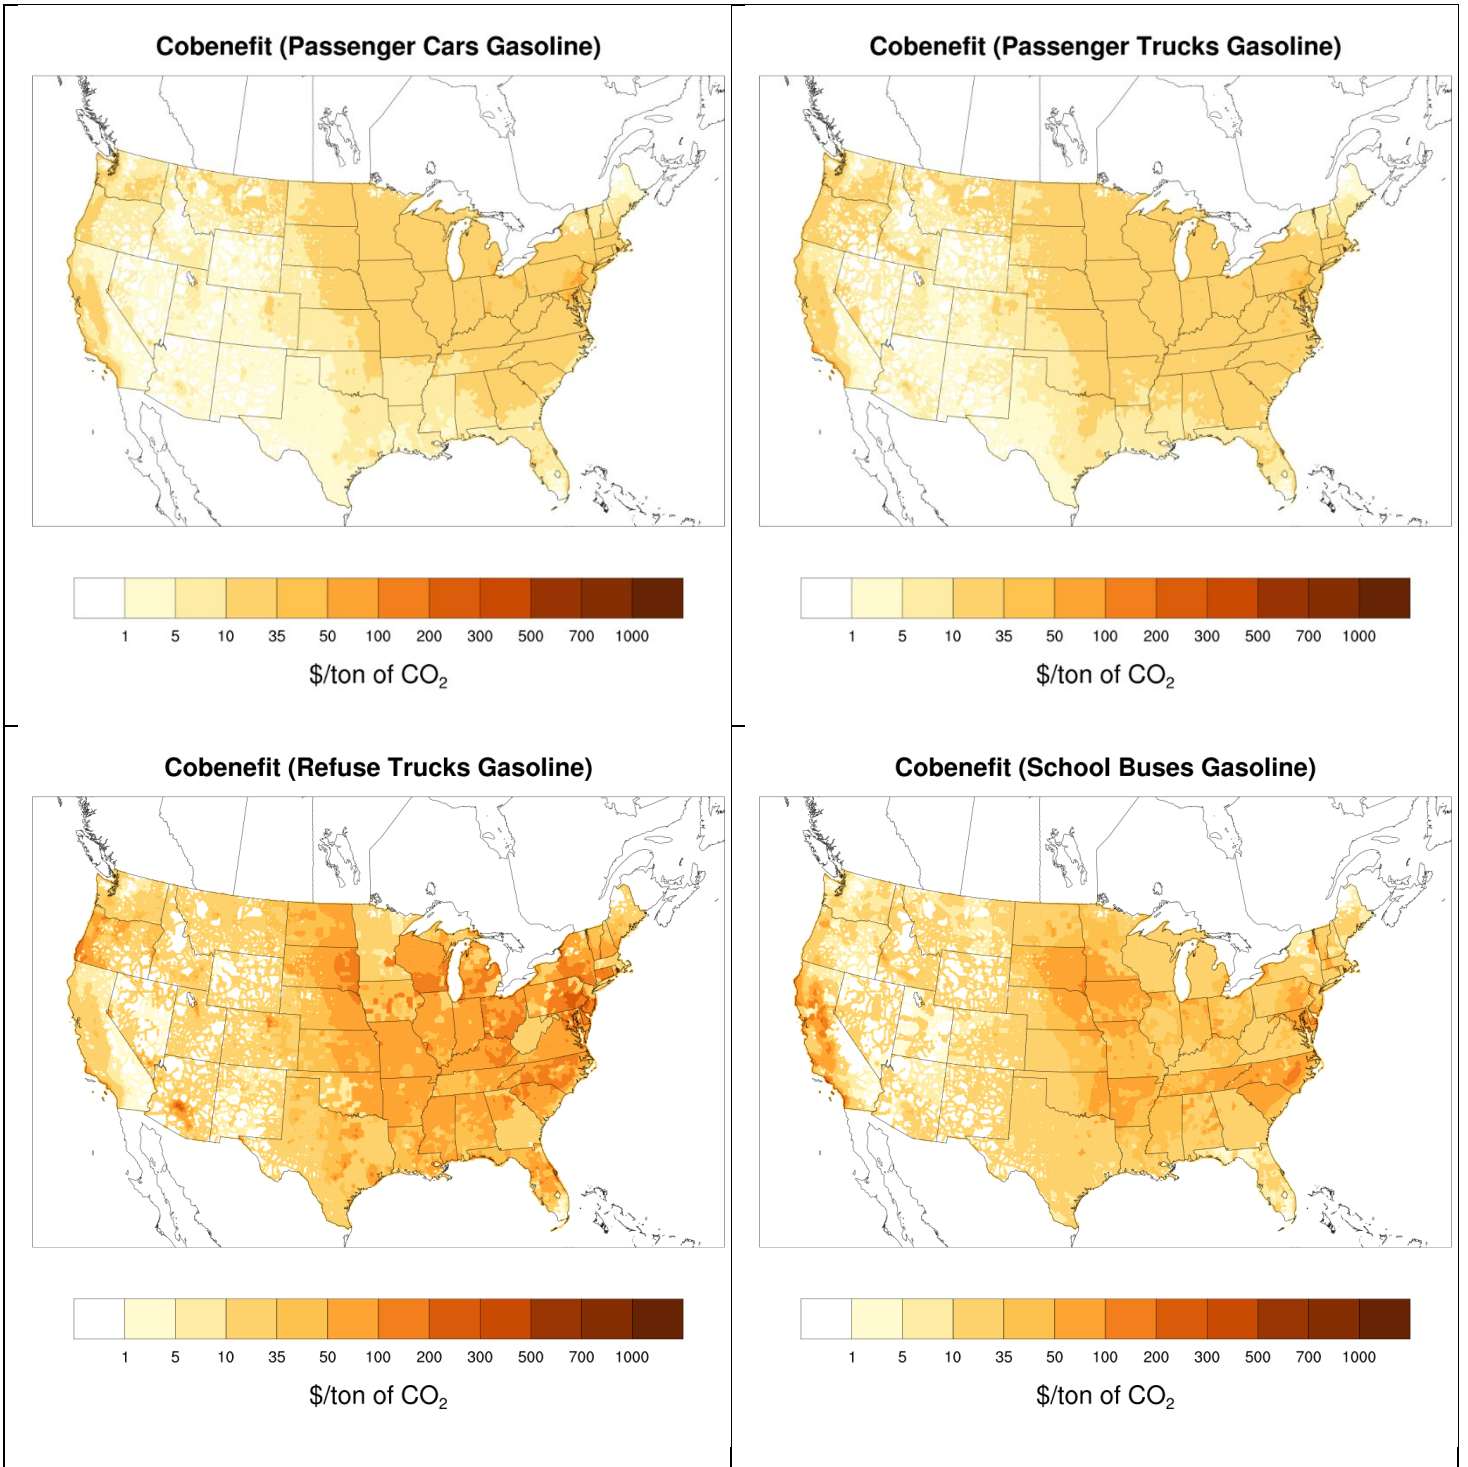 Cobenefit (Passenger Cars Gasoline)
1 5 10 35 50 100 200 300 500 700 1000
$/ton of CO₂
Cobenefit (Passenger Trucks Gasoline)
1 5 10 35 50 100 200 300 500 700 1000
$/ton of CO₂
Cobenefit (Refuse Trucks Gasoline)
1 5 10 35 50 100 200 300 500 700 1000
$/ton of CO₂
Cobenefit (School Buses Gasoline)
1 5 10 35 50 100 200 300 500 700 1000
$/ton of CO₂